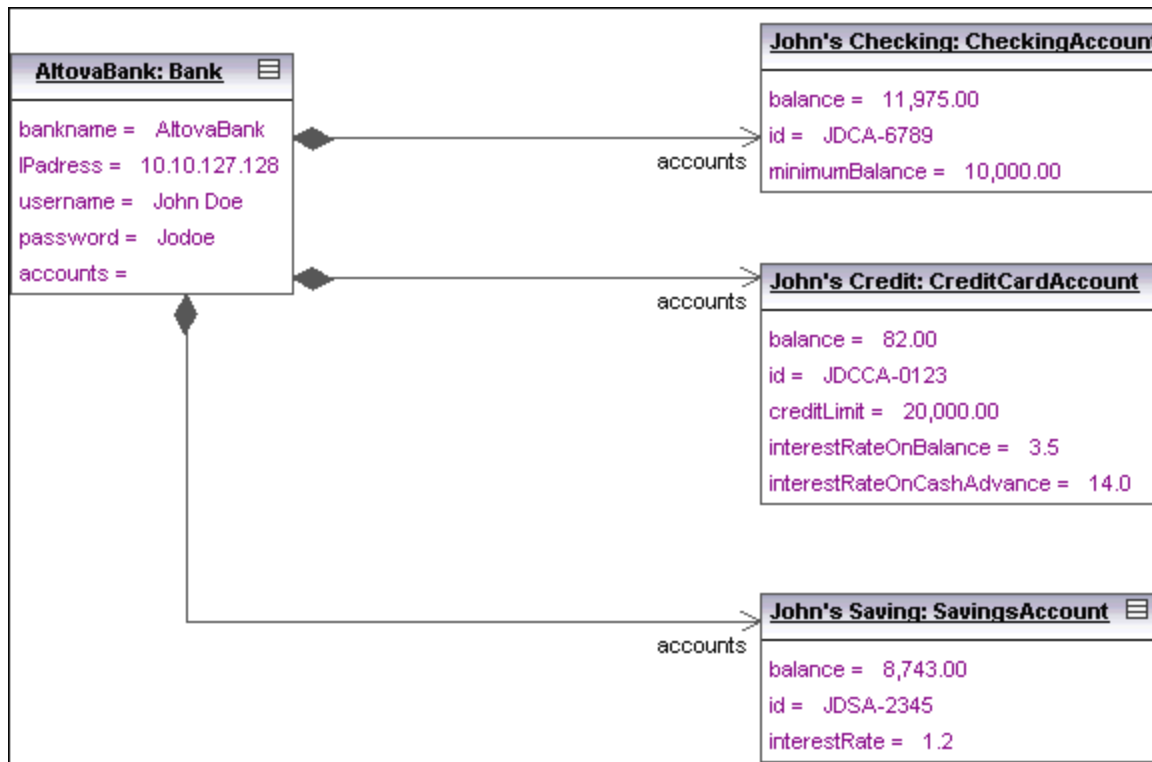 AltovaBank: Bank
bankname = AltovaBank
IPadress = 10.10.127.128
username = John Doe
password = Jodoe
accounts =
accounts
John's Checking: CheckingAccount
balance = 11,975.00
id = JDCA-6789
minimumBalance = 10,000.00
accounts
John's Credit: CreditCardAccount
balance = 82.00
id = JDCCA-0123
creditLimit = 20,000.00
interestRateOnBalance = 3.5
interestRateOnCashAdvance = 14.0
accounts
John's Saving: SavingsAccount
balance = 8,743.00
id = JDSA-2345
interestRate = 1.2